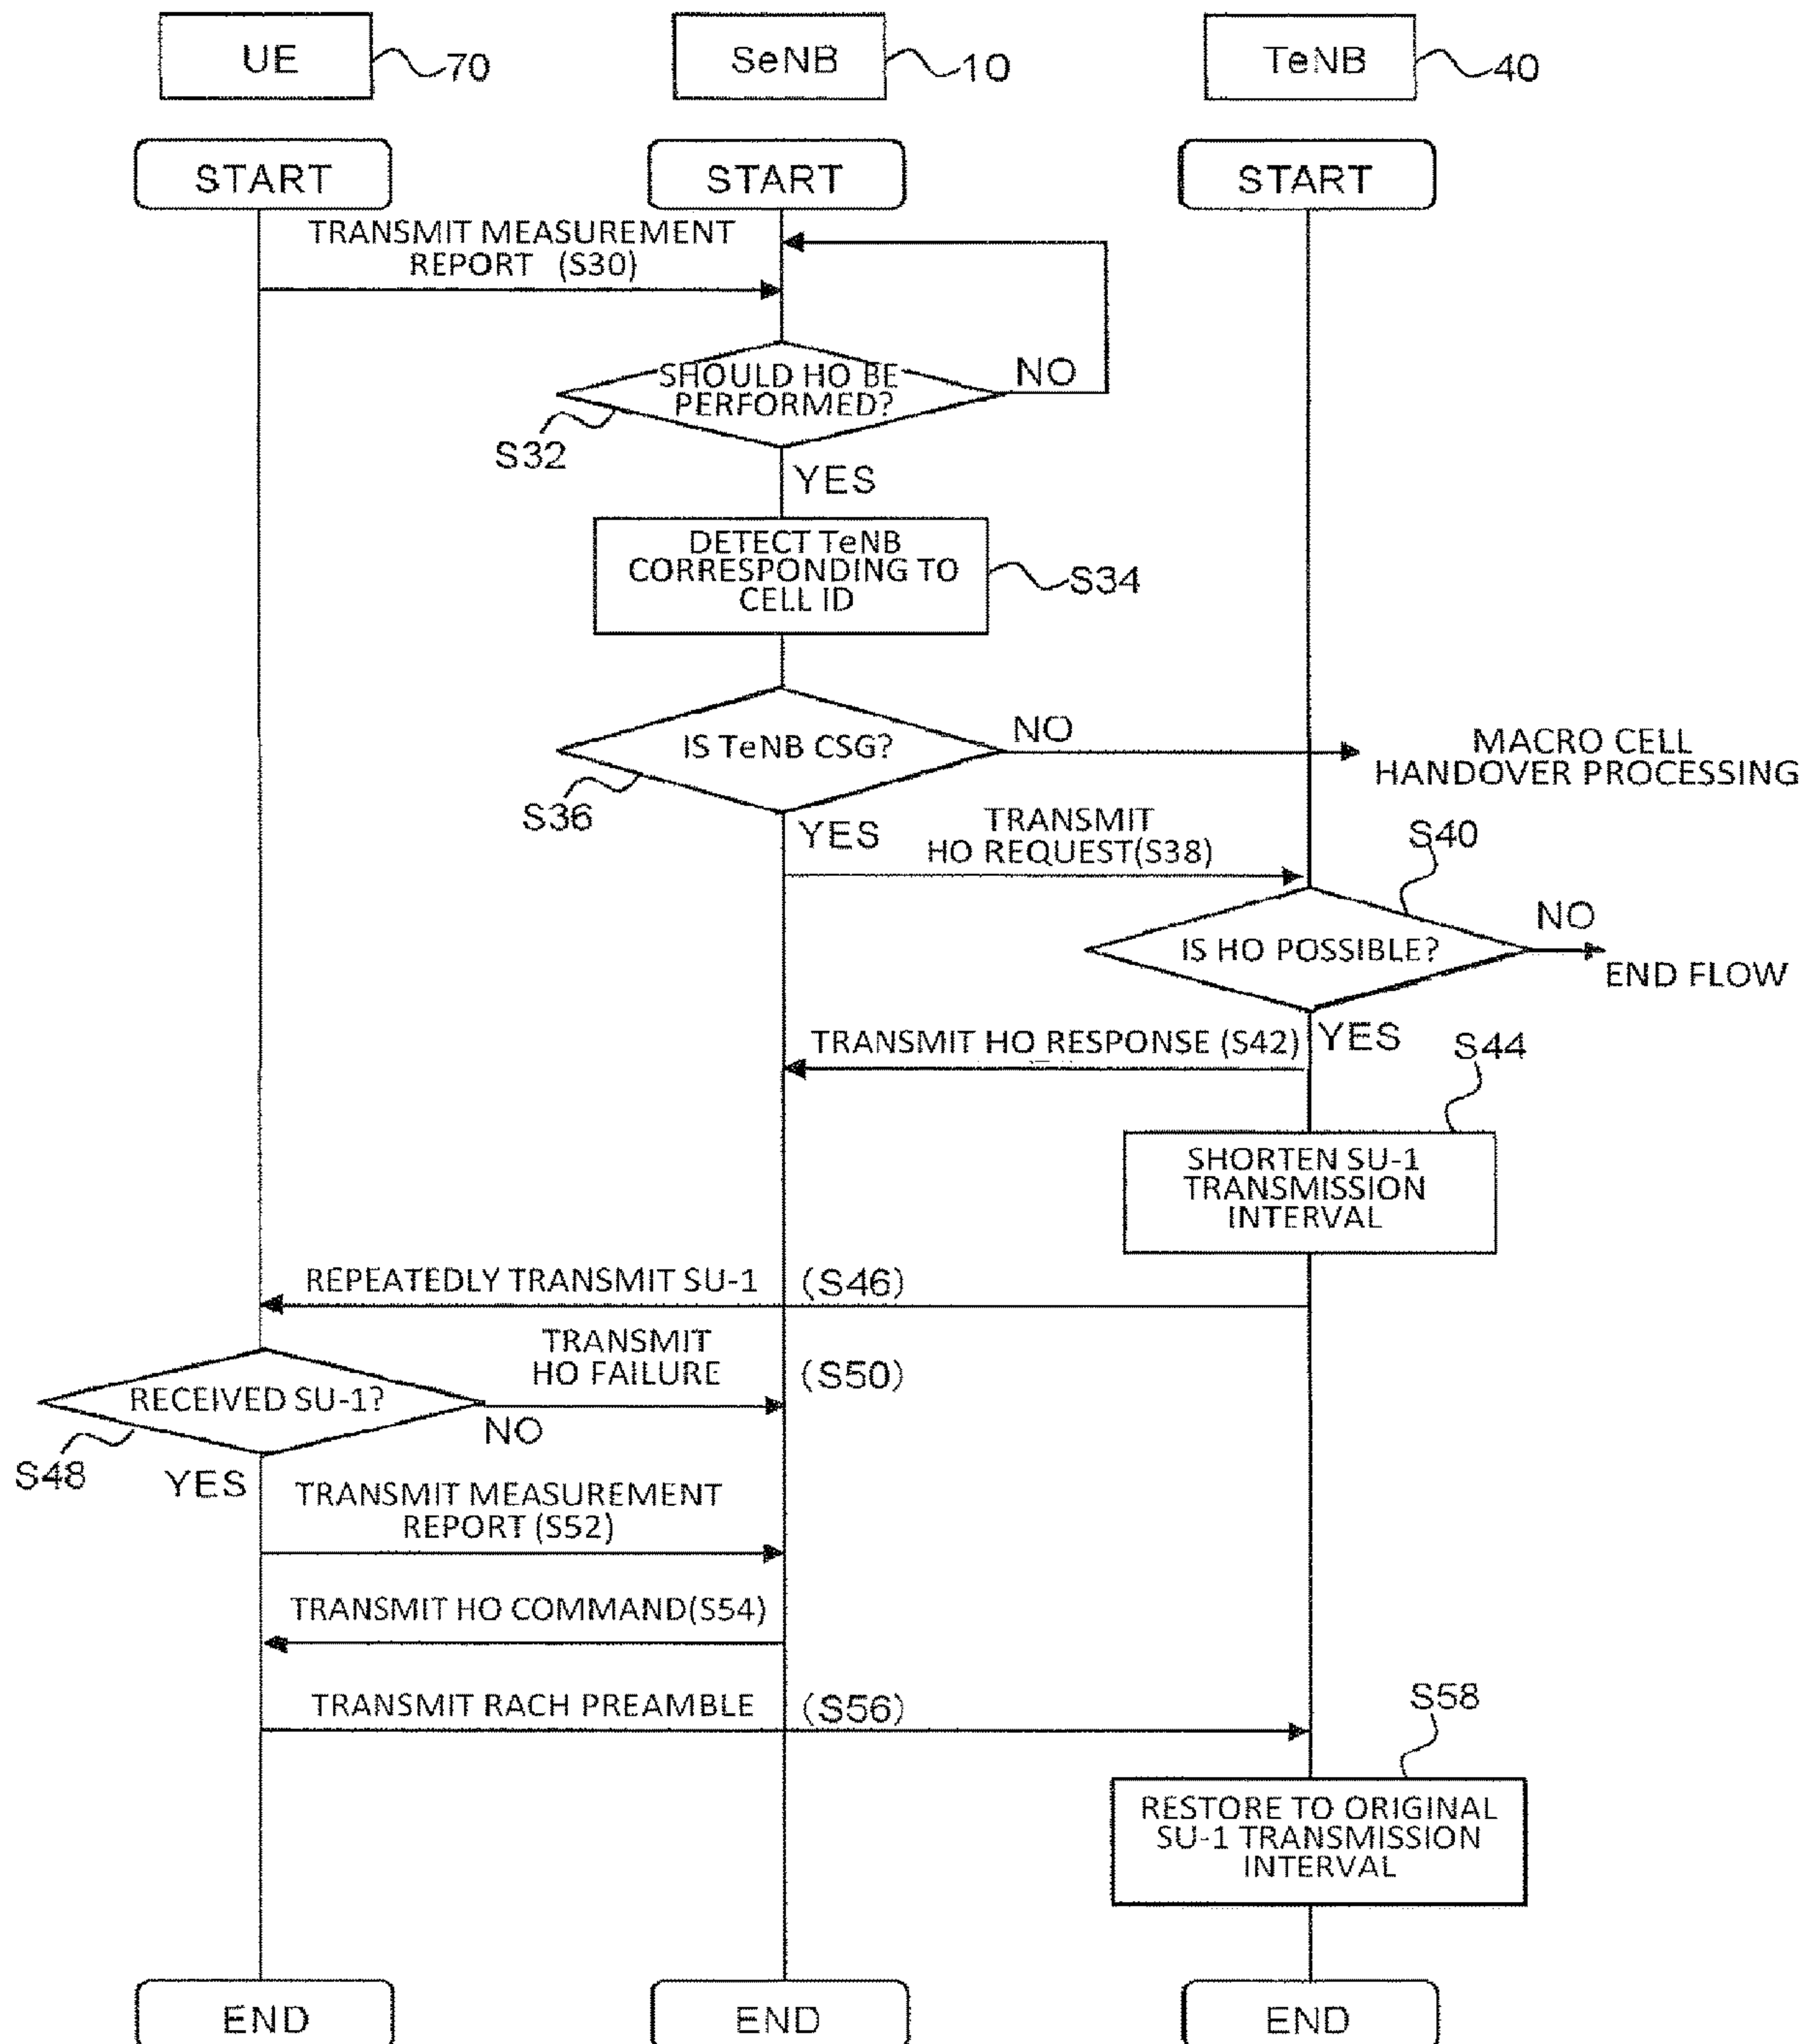 UE
70
SeNB
10
TeNB
40
START
START
START
TRANSMIT MEASUREMENT
REPORT (S30)
SHOULD HO BE
PERFORMED?
NO
S32
YES
DETECT TeNB
CORRESPONDING TO
CELL ID
S34
IS TeNB CSG?
NO
MACRO CELL
HANDOVER PROCESSING
S36
YES
TRANSMIT
HO REQUEST(S38)
S40
IS HO POSSIBLE?
NO
END FLOW
YES
TRANSMIT HO RESPONSE (S42)
S44
SHORTEN SU-1
TRANSMISSION
INTERVAL
REPEATEDLY TRANSMIT SU-1 (S46)
TRANSMIT
HO FAILURE (S50)
RECEIVED SU-1?
NO
S48
YES
TRANSMIT MEASUREMENT
REPORT (S52)
TRANSMIT HO COMMAND(S54)
TRANSMIT RACH PREAMBLE (S56)
S58
RESTORE TO ORIGINAL
SU-1 TRANSMISSION
INTERVAL
END
END
END